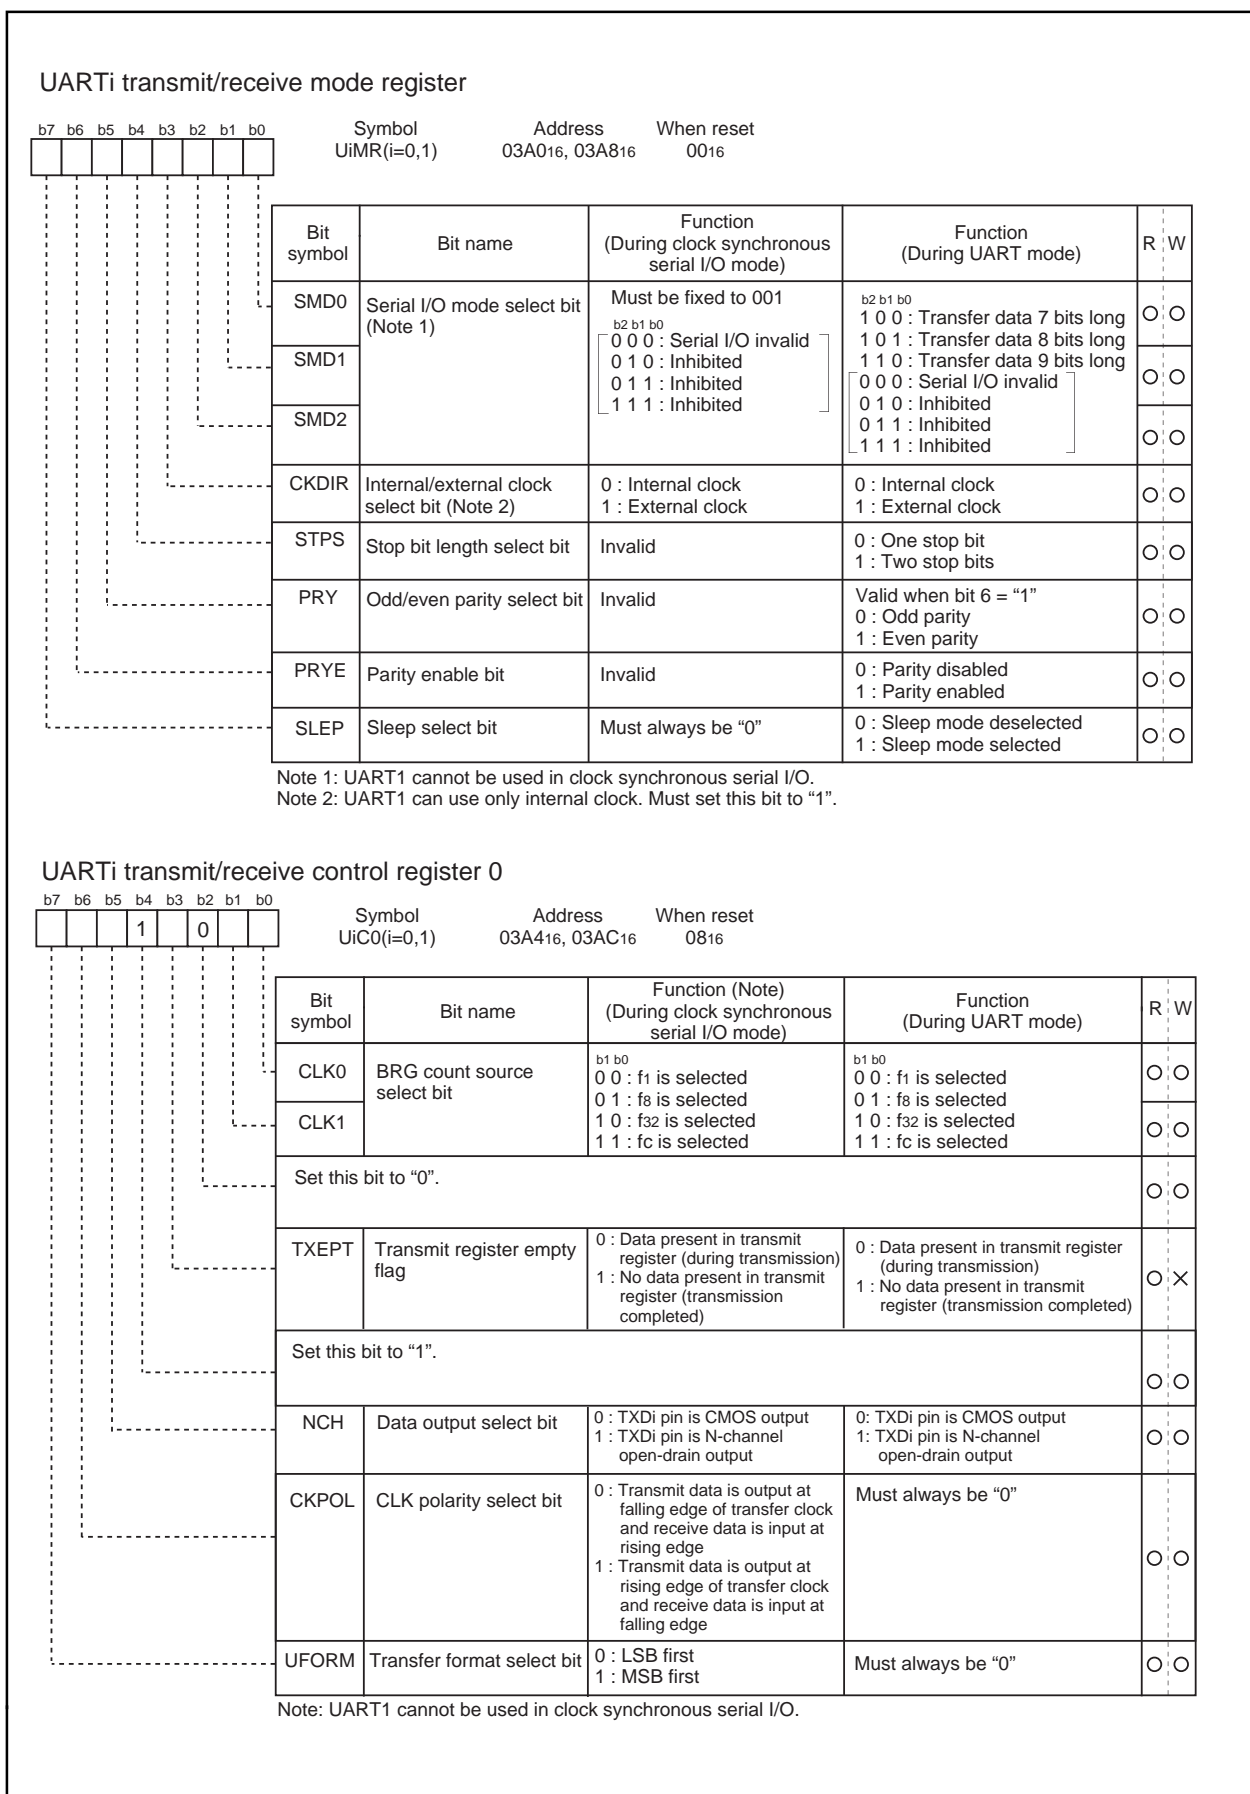 UARTi transmit/receive mode register
b7 b6 b5 b4 b3 b2 b1 b0
Symbol Address When reset
UiMR(i=0,1) 03A016, 03A816 0016
Bit symbol Bit name Function (During clock synchronous serial I/O mode) Function (During UART mode) R W
SMD0 Serial I/O mode select bit (Note 1)
SMD1
SMD2
Must be fixed to 001
b2 b1 b0
0 0 0 : Serial I/O invalid
0 1 0 : Inhibited
0 1 1 : Inhibited
1 1 1 : Inhibited
b2 b1 b0
1 0 0 : Transfer data 7 bits long
1 0 1 : Transfer data 8 bits long
1 1 0 : Transfer data 9 bits long
0 0 0 : Serial I/O invalid
0 1 0 : Inhibited
0 1 1 : Inhibited
1 1 1 : Inhibited
CKDIR Internal/external clock select bit (Note 2)
0 : Internal clock
1 : External clock
0 : Internal clock
1 : External clock
STPS Stop bit length select bit Invalid
0 : One stop bit
1 : Two stop bits
PRY Odd/even parity select bit Invalid
Valid when bit 6 = “1”
0 : Odd parity
1 : Even parity
PRYE Parity enable bit Invalid
0 : Parity disabled
1 : Parity enabled
SLEP Sleep select bit Must always be “0”
0 : Sleep mode deselected
1 : Sleep mode selected
Note 1: UART1 cannot be used in clock synchronous serial I/O.
Note 2: UART1 can use only internal clock. Must set this bit to “1”.
UARTi transmit/receive control register 0
b7 b6 b5 b4 b3 b2 b1 b0
1 0
Symbol Address When reset
UiC0(i=0,1) 03A416, 03AC16 0816
Bit symbol Bit name Function (Note) (During clock synchronous serial I/O mode) Function (During UART mode) R W
CLK0 BRG count source select bit
CLK1
b1 b0
0 0 : f1 is selected
0 1 : f8 is selected
1 0 : f32 is selected
1 1 : fc is selected
b1 b0
0 0 : f1 is selected
0 1 : f8 is selected
1 0 : f32 is selected
1 1 : fc is selected
Set this bit to “0”.
TXEPT Transmit register empty flag
0 : Data present in transmit
register (during transmission)
1 : No data present in transmit
register (transmission
completed)
0 : Data present in transmit register
(during transmission)
1 : No data present in transmit
register (transmission completed)
Set this bit to “1”.
NCH Data output select bit
0 : TXDi pin is CMOS output
1 : TXDi pin is N-channel
open-drain output
0: TXDi pin is CMOS output
1: TXDi pin is N-channel
open-drain output
CKPOL CLK polarity select bit
0 : Transmit data is output at
falling edge of transfer clock
and receive data is input at
rising edge
1 : Transmit data is output at
rising edge of transfer clock
and receive data is input at
falling edge
Must always be “0”
UFORM Transfer format select bit
0 : LSB first
1 : MSB first
Must always be “0”
Note: UART1 cannot be used in clock synchronous serial I/O.